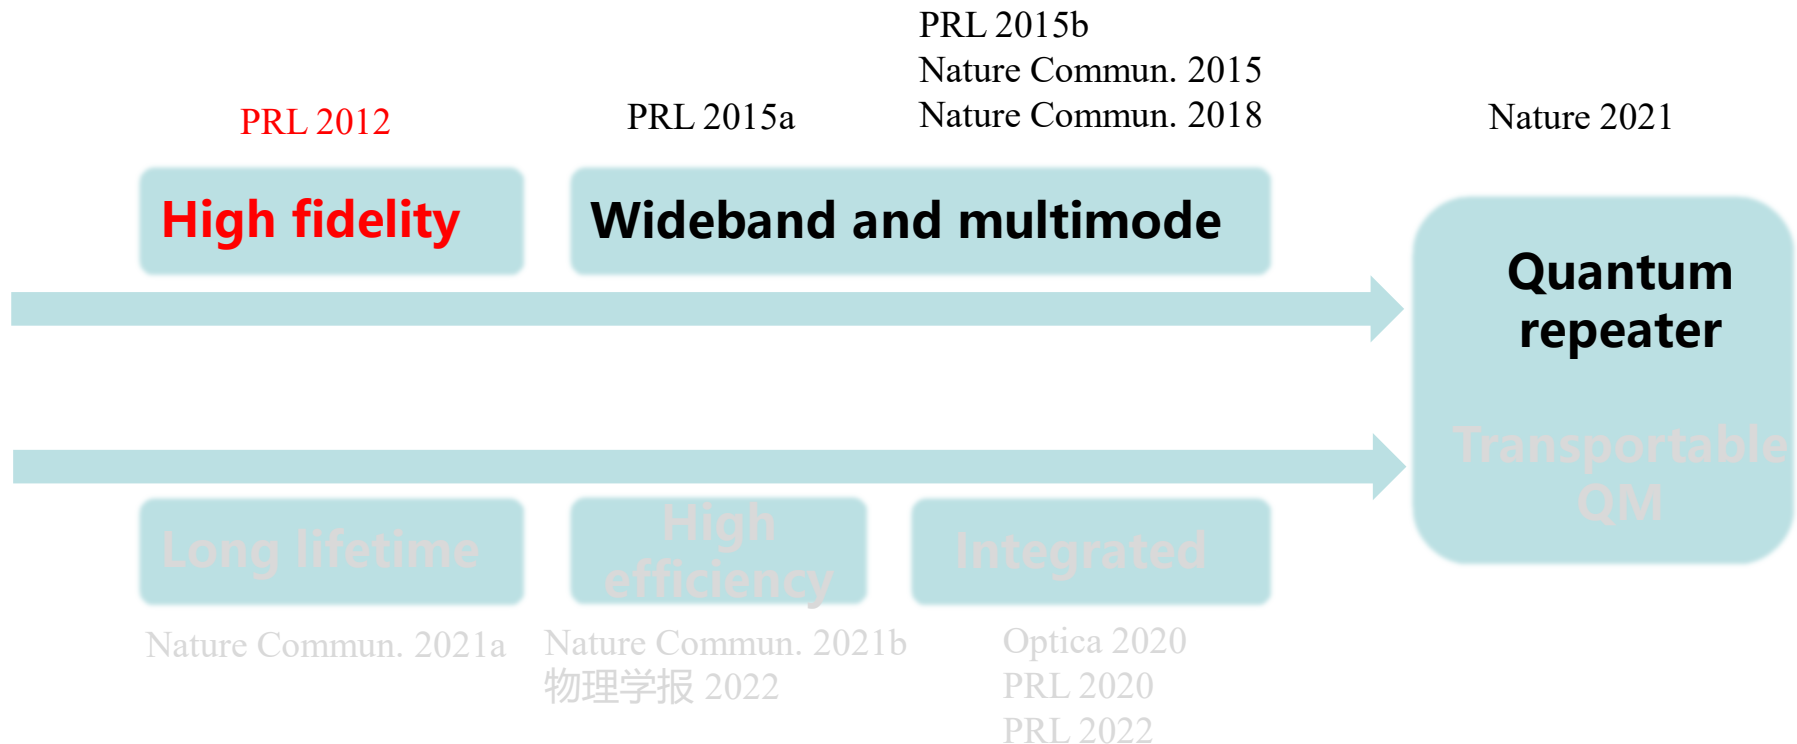 PRL 2012
PRL 2015a
PRL 2015b
Nature Commun. 2015
Nature Commun. 2018
Nature 2021
High fidelity
Wideband and multimode
Quantum
repeater
Transportable
QM
Long lifetime
High
efficiency
Integrated
Nature Commun. 2021a
Nature Commun. 2021b
物理学报 2022
Optica 2020
PRL 2020
PRL 2022